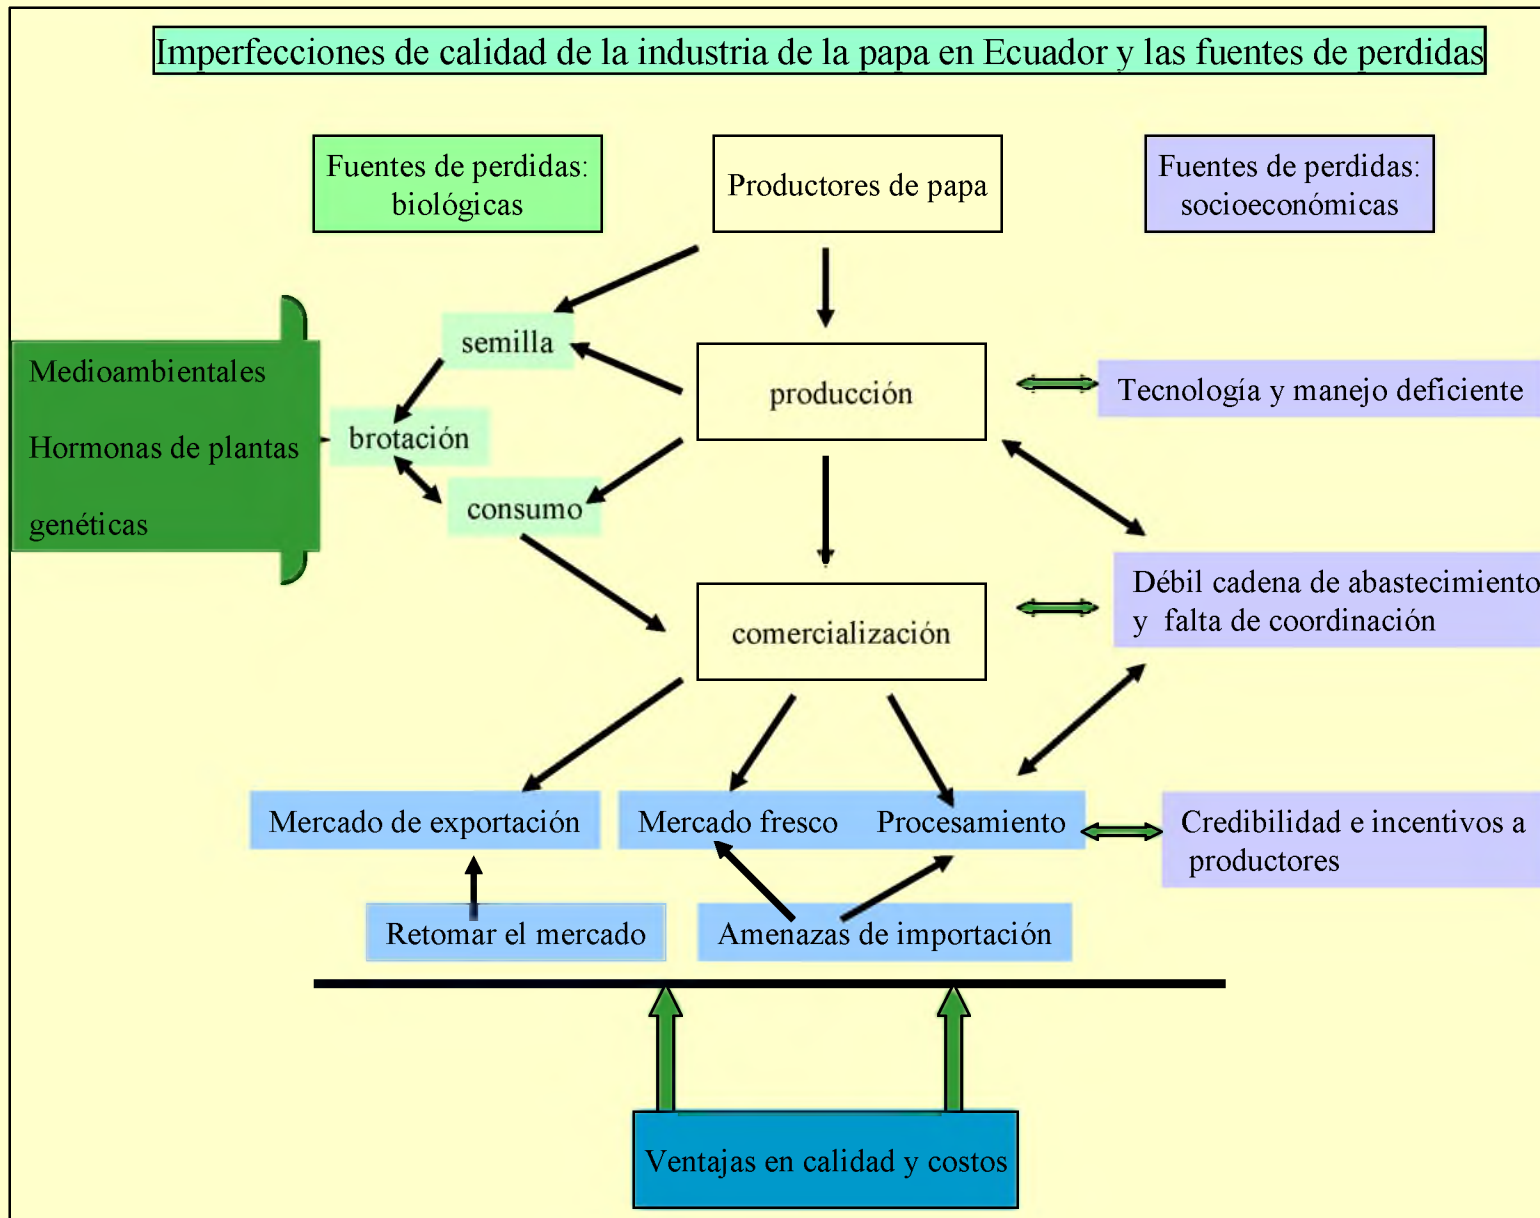 Imperfecciones de calidad de la industria de la papa en Ecuador y las fuentes de perdidas
Fuentes de perdidas:
biológicas
Productores de papa
Fuentes de perdidas:
socioeconómicas
semilla
Medioambientales
Hormonas de plantas
genéticas
brotación
consumo
producción
Tecnología y manejo deficiente
comercialización
Débil cadena de abastecimiento
y falta de coordinación
Mercado de exportación
Mercado fresco
Procesamiento
Credibilidad e incentivos a
productores
Retomar el mercado
Amenazas de importación
Ventajas en calidad y costos